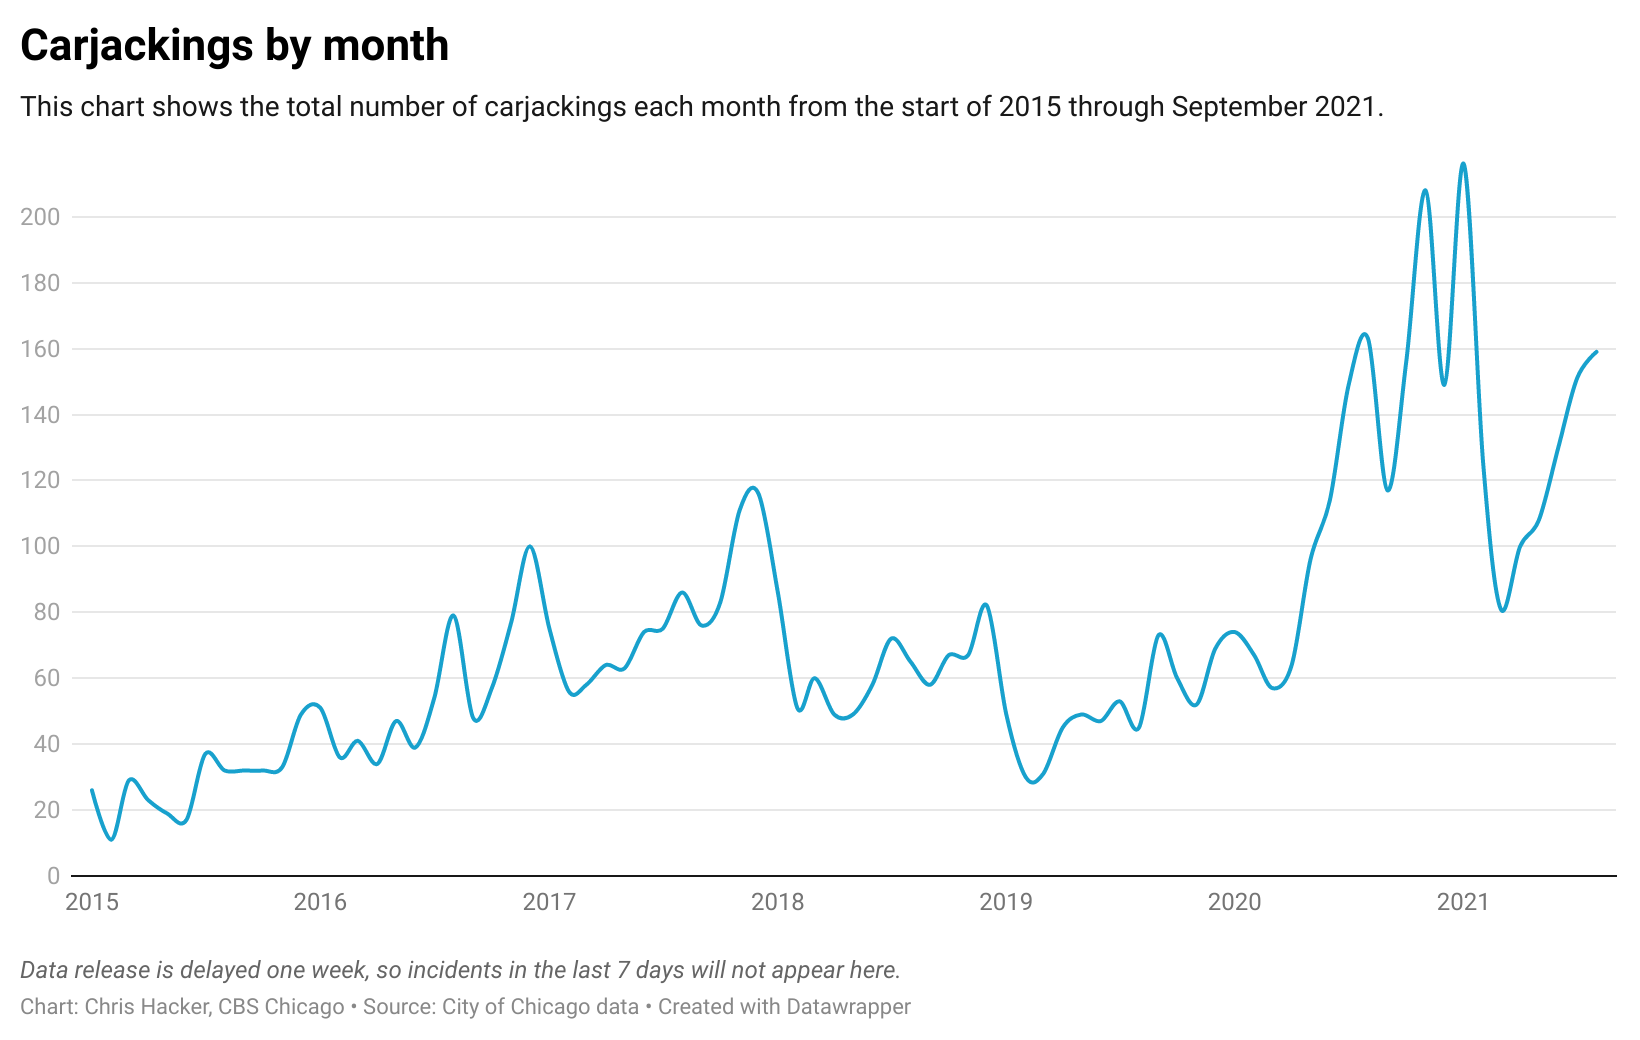 Carjackings by month
This chart shows the total number of carjackings each month from the start of 2015 through September 2021.
200
180
160
140
120
100
80
60
40
20
0
2015 2016 2017 2018 2019 2020 2021
Data release is delayed one week, so incidents in the last 7 days will not appear here.
Chart: Chris Hacker, CBS Chicago • Source: City of Chicago data • Created with Datawrapper